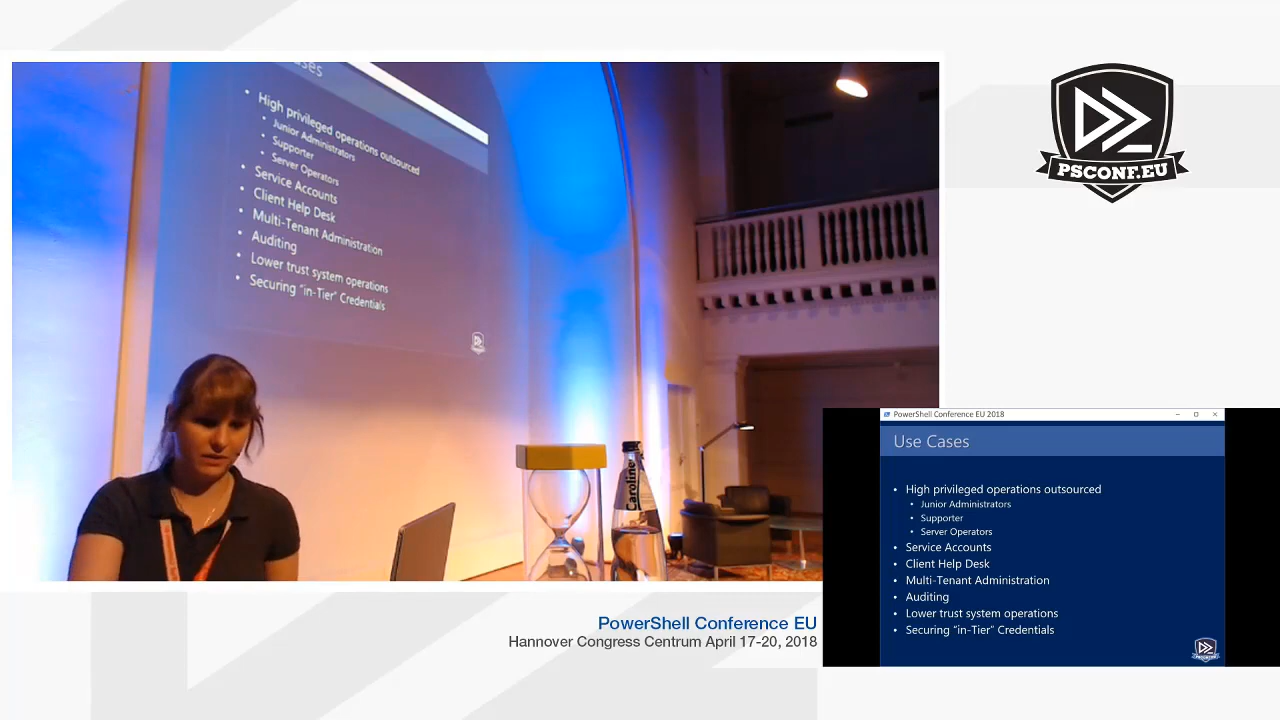 ses
• High privileged operations outsourced
• Junior Administrators
• Supporter
• Server Operators
• Service Accounts
• Client Help Desk
• Multi-Tenant Administration
• Auditing
• Lower trust system operations
• Securing "in-Tier" Credentials
PSCONF.EU
Caroline
PowerShell Conference EU 2018
Use Cases
• High privileged operations outsourced
• Junior Administrators
• Supporter
• Server Operators
• Service Accounts
• Client Help Desk
• Multi-Tenant Administration
• Auditing
• Lower trust system operations
• Securing "in-Tier" Credentials
PSCONF.EU
PowerShell Conference EU
Hannover Congress Centrum April 17-20, 2018